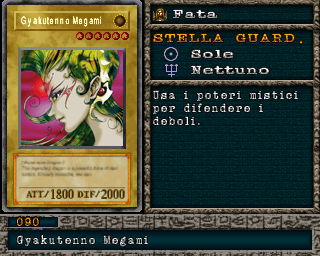 Gyakutenno Megami
ATT/1800 DIF/2000
Fata
STELLA GUARD.
Sole
Nettuno
Usa i poteri mistici
per difendere i
deboli.
090
Gyakutenno Megami